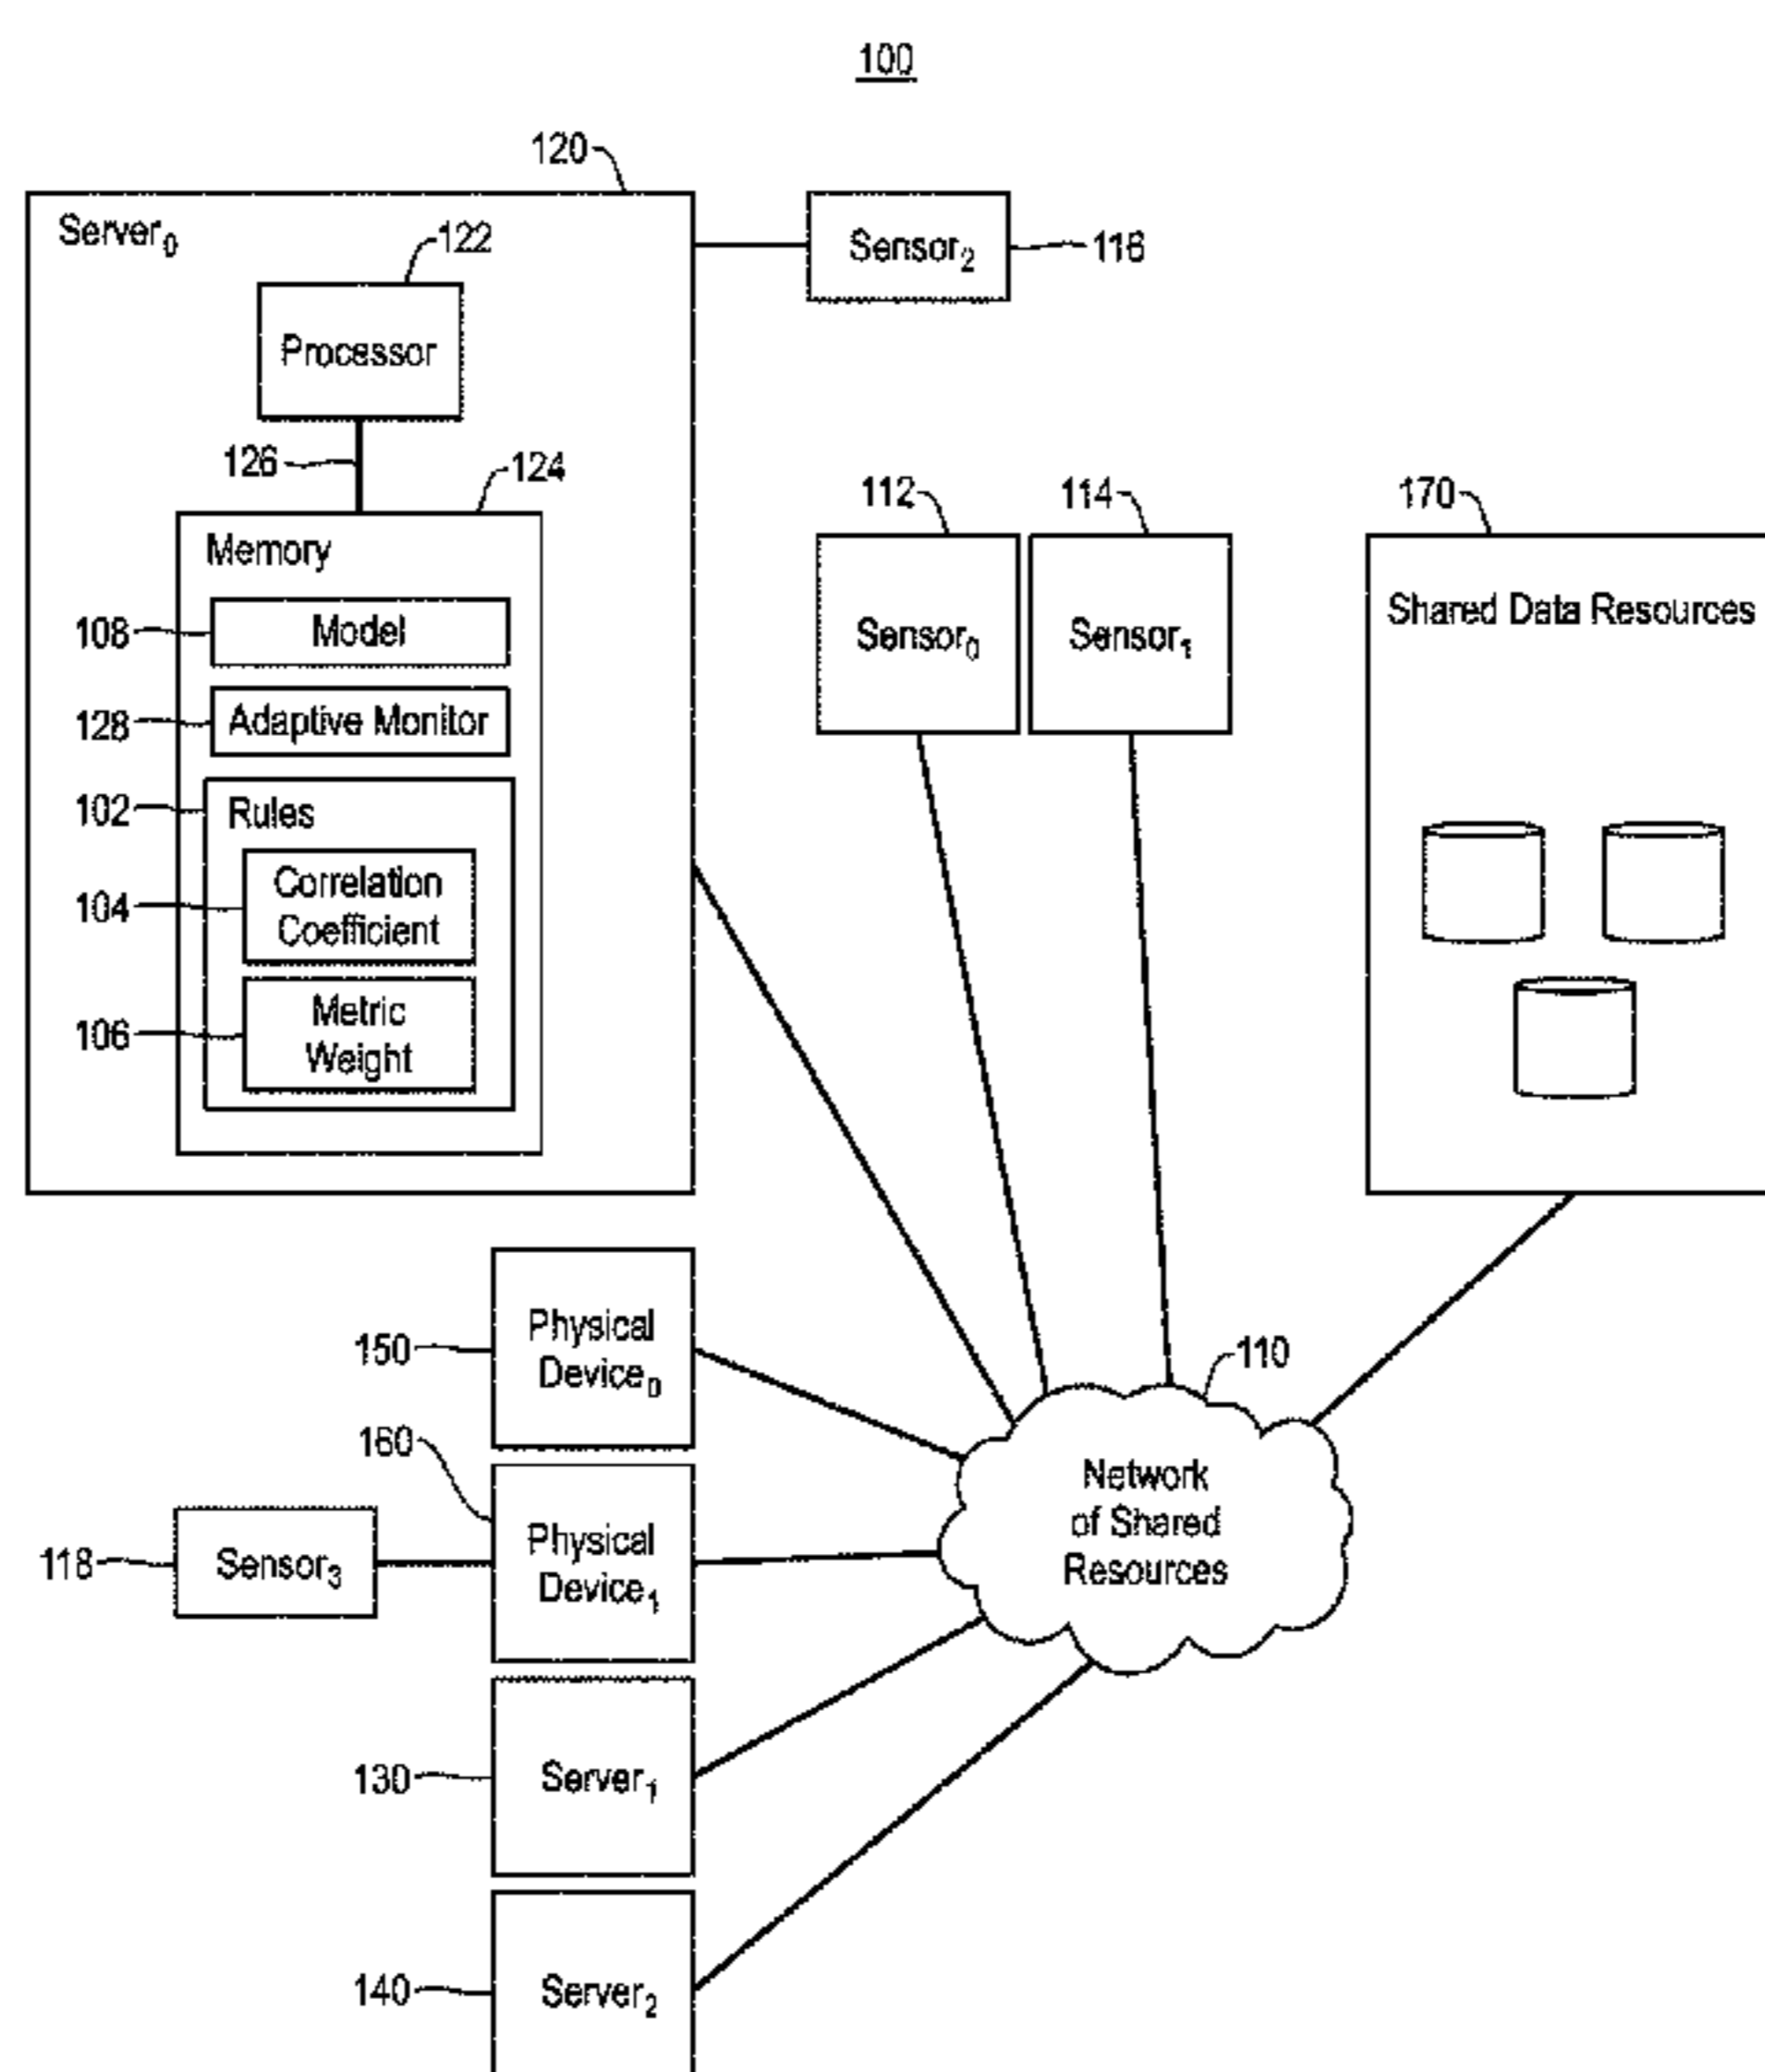 100
120
Server0
122
Sensor2
116
Processor
126
124
112
114
170
Memory
108
Model
Sensor0
Sensor1
Shared Data Resources
128
Adaptive Monitor
102
Rules
104
Correlation
Coefficient
106
Metric
Weight
150
Physical
Device0
110
160
Network
of Shared
Resources
118
Sensor3
Physical
Device1
130
Server1
140
Server2